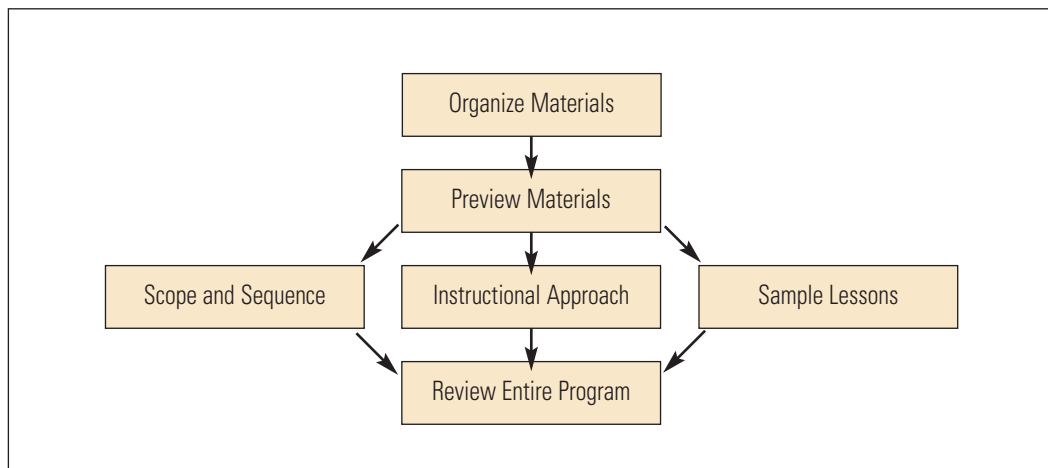 Organize Materials
Preview Materials
Scope and Sequence
Instructional Approach
Sample Lessons
Review Entire Program